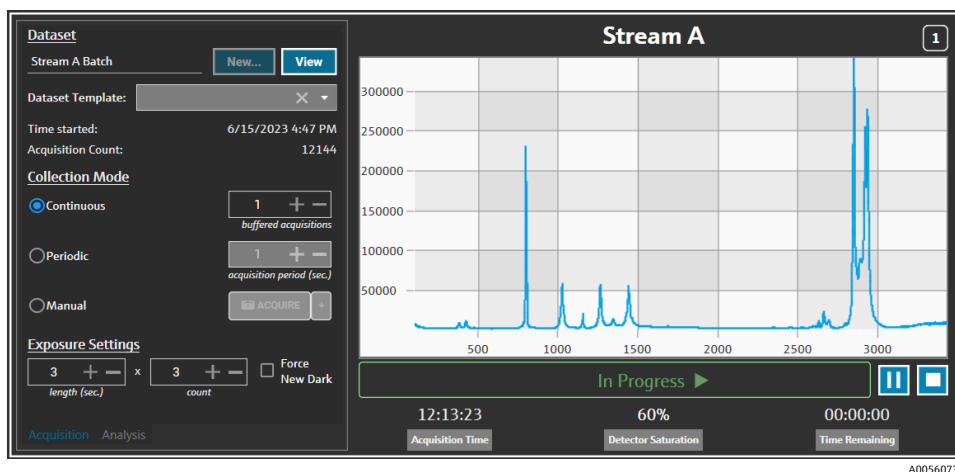 Dataset
Stream A Batch New... View
Dataset Template:
Time started: 6/15/2023 4:47 PM
Acquisition Count: 12144
Collection Mode
Continuous 1 + −
buffered acquisitions
Periodic 1 + −
acquisition period (sec.)
Manual ACQUIRE +
Exposure Settings
3 + − x 3 + − Force
New Dark
length (sec.) count
Acquisition Analysis
Stream A 1
300000
250000
200000
150000
100000
50000
500 1000 1500 2000 2500 3000
In Progress
12:13:23 60% 00:00:00
Acquisition Time Detector Saturation Time Remaining
A0056073